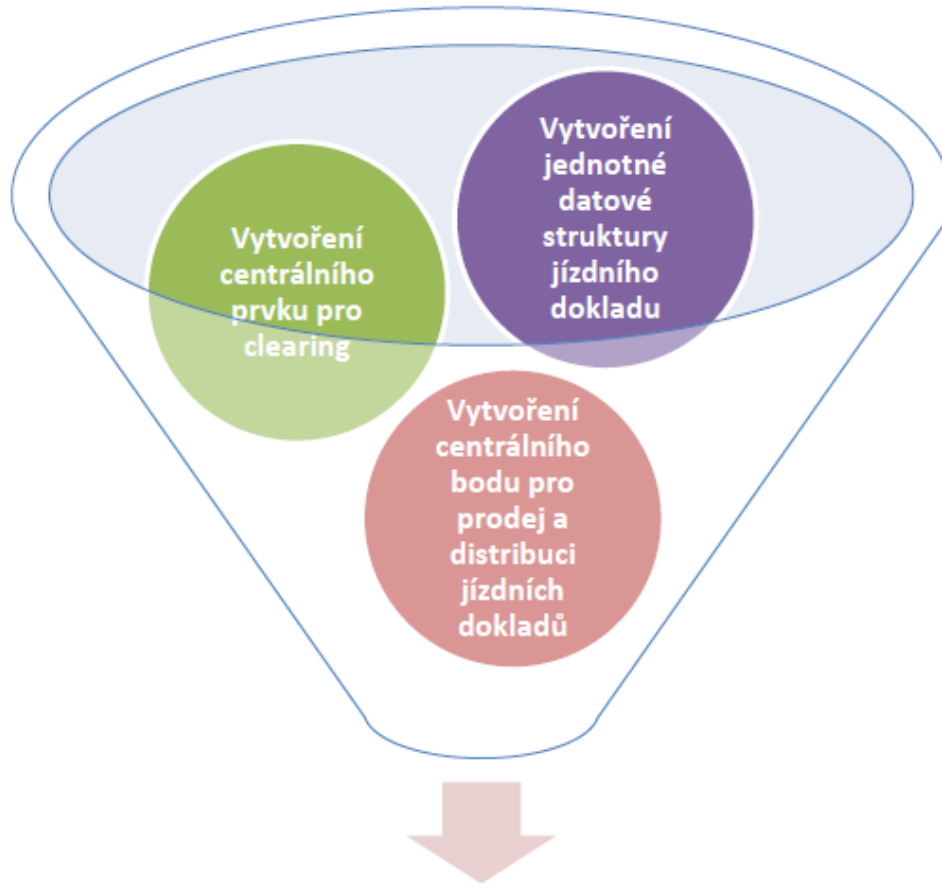 Vytvoření
centrálního
prvku pro
clearing
Vytvoření
jednotné
datové
struktury
jízdního
dokladu
Vytvoření
centrálního
bodu pro
prodej a
distribuci
jízdních
dokladů